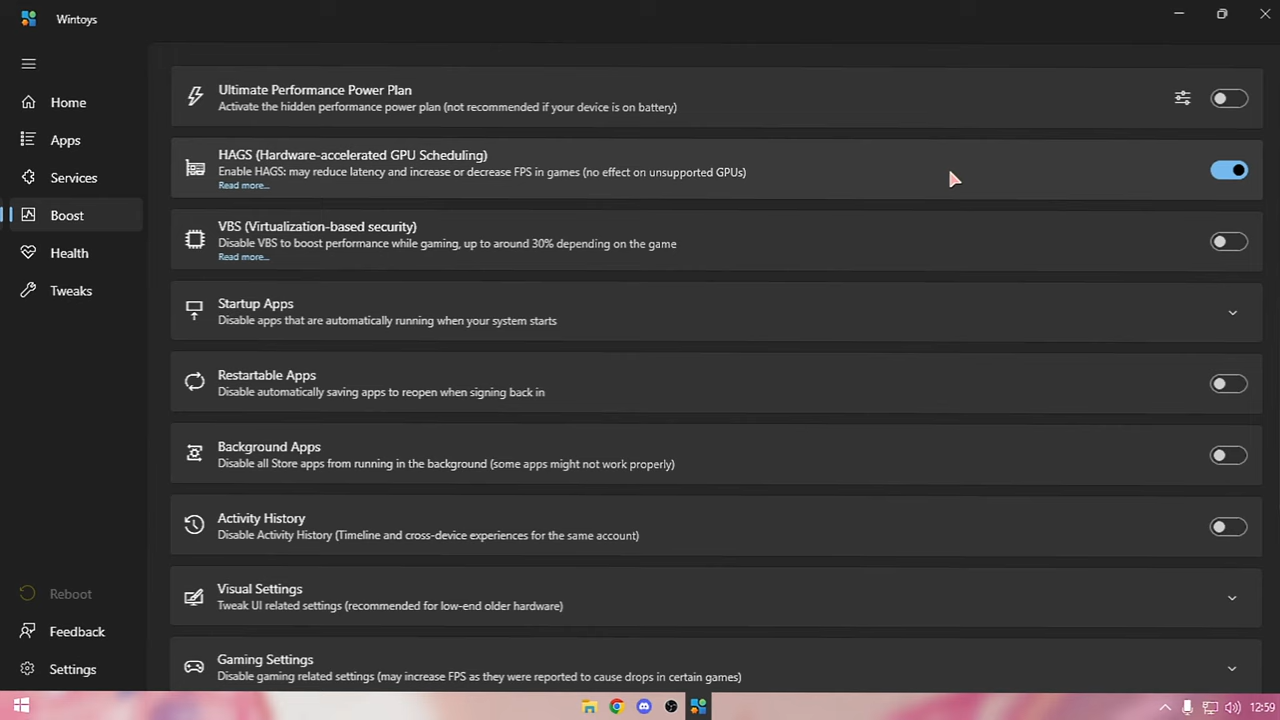 Wintoys
Home
Apps
Services
Boost
Health
Tweaks
Reboot
Feedback
Settings
Ultimate Performance Power Plan
Activate the hidden performance power plan (not recommended if your device is on battery)
HAGS (Hardware-accelerated GPU Scheduling)
Enable HAGS: may reduce latency and increase or decrease FPS in games (no effect on unsupported GPUs)
Read more...
VBS (Virtualization-based security)
Disable VBS to boost performance while gaming, up to around 30% depending on the game
Read more...
Startup Apps
Disable apps that are automatically running when your system starts
Restartable Apps
Disable automatically saving apps to reopen when signing back in
Background Apps
Disable all Store apps from running in the background (some apps might not work properly)
Activity History
Disable Activity History (Timeline and cross-device experiences for the same account)
Visual Settings
Tweak UI related settings (recommended for low-end older hardware)
Gaming Settings
Disable gaming related settings (may increase FPS as they were reported to cause drops in certain games)
12:59